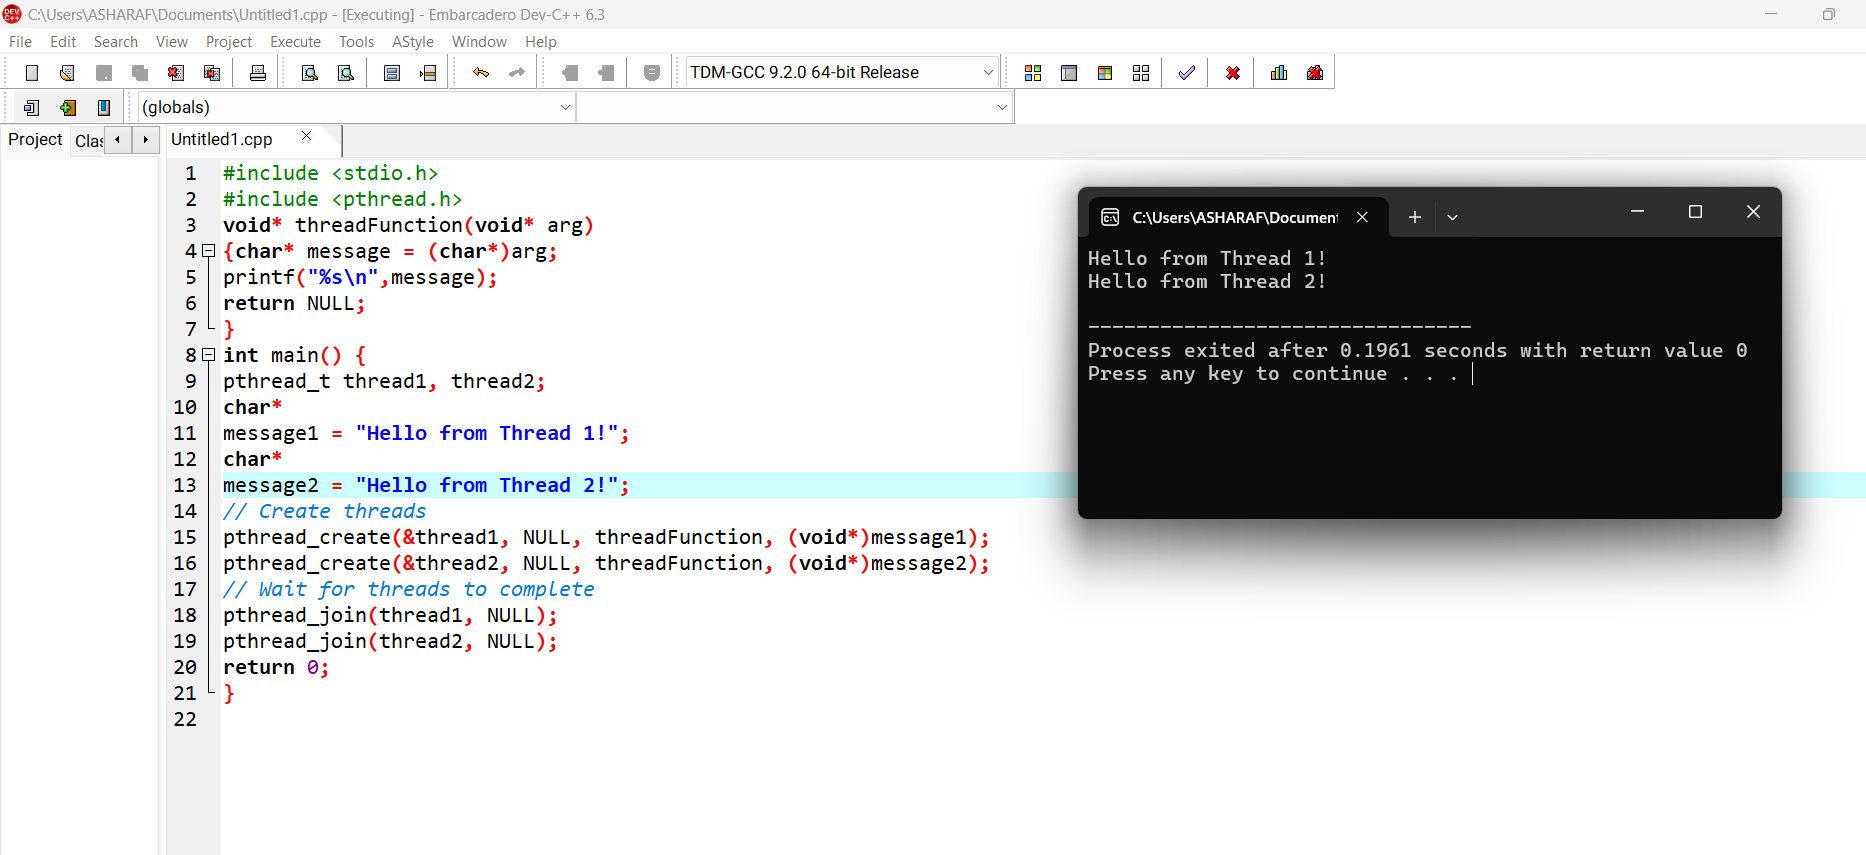 C:\Users\ASHARAF\Documents\Untitled1.cpp - [Executing] - Embarcadero Dev-C++ 6.3
File Edit Search View Project Execute Tools AStyle Window Help
TDM-GCC 9.2.0 64-bit Release
(globals)
Project Clas Untitled1.cpp
1 #include <stdio.h>
2 #include <pthread.h>
3 void* threadFunction(void* arg)
4 {char* message = (char*)arg;
5 printf("%s\n",message);
6 return NULL;
7 }
8 int main() {
9 pthread_t thread1, thread2;
10 char*
11 message1 = "Hello from Thread 1!";
12 char*
13 message2 = "Hello from Thread 2!";
14 // Create threads
15 pthread_create(&thread1, NULL, threadFunction, (void*)message1);
16 pthread_create(&thread2, NULL, threadFunction, (void*)message2);
17 // Wait for threads to complete
18 pthread_join(thread1, NULL);
19 pthread_join(thread2, NULL);
20 return 0;
21 }
22
C:\Users\ASHARAF\Document
Hello from Thread 1!
Hello from Thread 2!
--------------------------------
Process exited after 0.1961 seconds with return value 0
Press any key to continue . . .